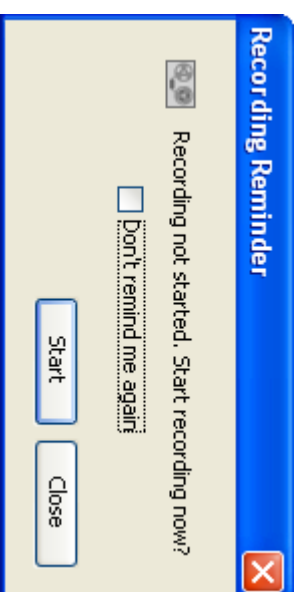 Recording Reminder
Recording not started. Start recording now?
Don't remind me again
Start
Close